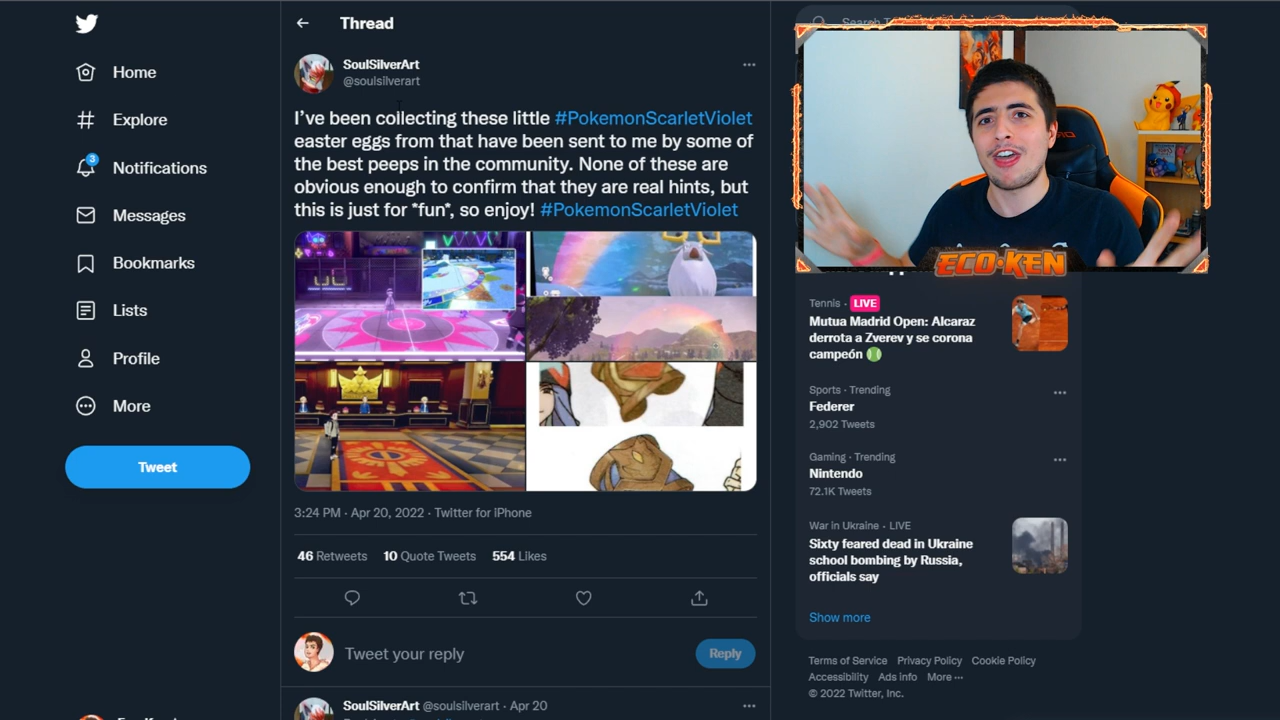 Home
Explore
3
Notifications
Messages
Bookmarks
Lists
Profile
More
Tweet
Thread
SoulSilverArt
@soulsilverart
I’ve been collecting these little #PokemonScarletViolet
easter eggs from that have been sent to me by some of
the best peeps in the community. None of these are
obvious enough to confirm that they are real hints, but
this is just for *fun*, so enjoy! #PokemonScarletViolet
3:24 PM · Apr 20, 2022 · Twitter for iPhone
46 Retweets 10 Quote Tweets 554 Likes
Tweet your reply
Reply
SoulSilverArt @soulsilverart · Apr 20
ECO·KEN
Tennis · LIVE
Mutua Madrid Open: Alcaraz
derrota a Zverev y se corona
campeón
Sports · Trending
Federer
2,902 Tweets
Gaming · Trending
Nintendo
72.1K Tweets
War in Ukraine · LIVE
Sixty feared dead in Ukraine
school bombing by Russia,
officials say
Show more
Terms of Service Privacy Policy Cookie Policy
Accessibility Ads info More ···
© 2022 Twitter, Inc.